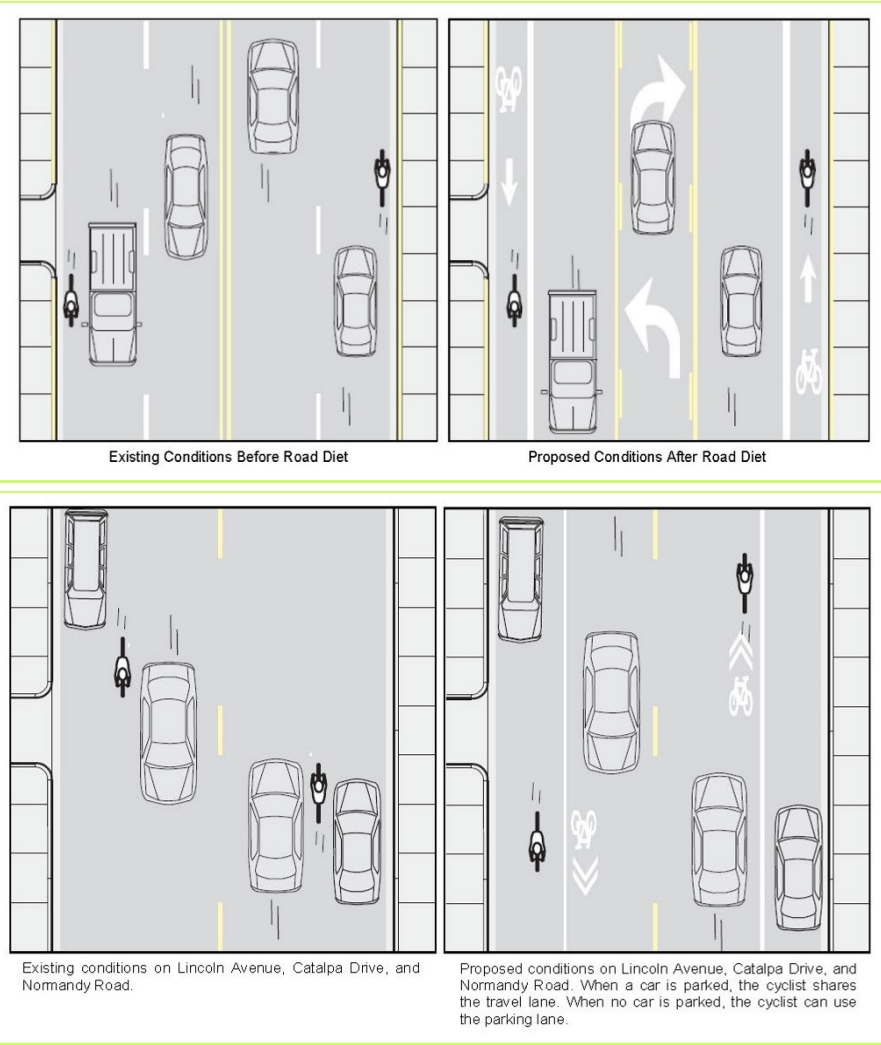 Existing Conditions Before Road Diet
Proposed Conditions After Road Diet
Existing conditions on Lincoln Avenue, Catalpa Drive, and
Normandy Road.
Proposed conditions on Lincoln Avenue, Catalpa Drive, and
Normandy Road. When a car is parked, the cyclist shares
the travel lane. When no car is parked, the cyclist can use
the parking lane.